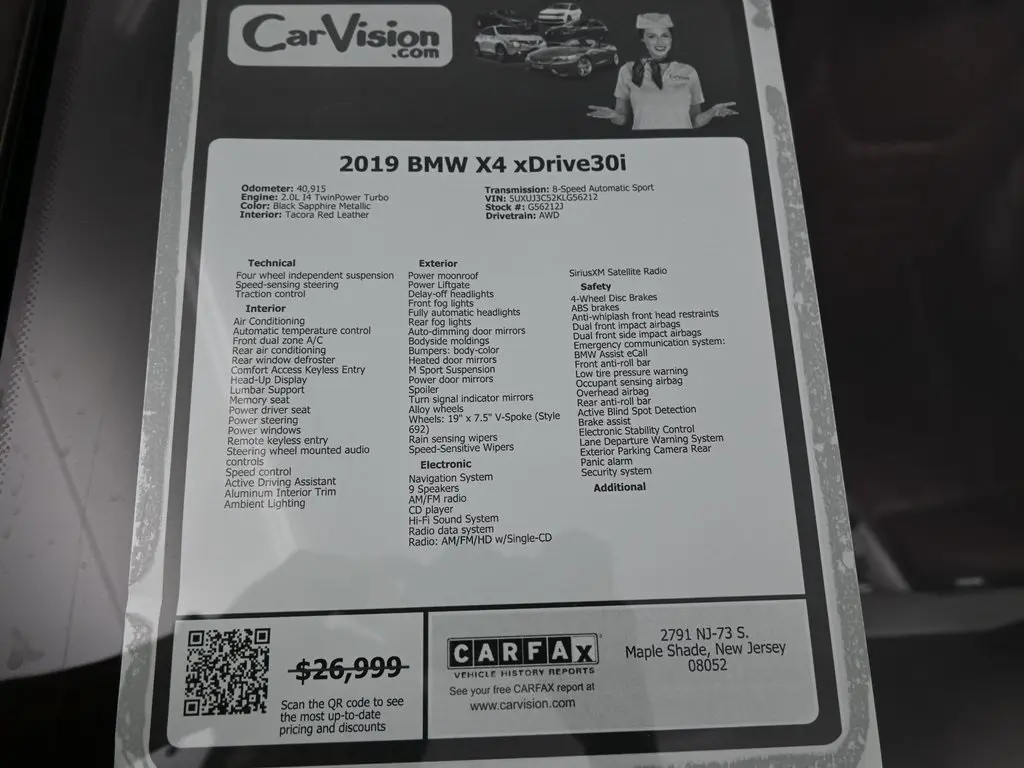 CarVision
.com
2019 BMW X4 xDrive30i
Odometer: 40,915
Engine: 2.0L I4 TwinPower Turbo
Color: Black Sapphire Metallic
Interior: Tacora Red Leather
Transmission: 8-Speed Automatic Sport
VIN: 5UXUJ3C52KLG56212
Stock #: G56212J
Drivetrain: AWD
Technical
Four wheel independent suspension
Speed-sensing steering
Traction control
Interior
Air Conditioning
Automatic temperature control
Front dual zone A/C
Rear air conditioning
Rear window defroster
Comfort Access Keyless Entry
Head-Up Display
Lumbar Support
Memory seat
Power driver seat
Power steering
Power windows
Remote keyless entry
Steering wheel mounted audio
controls
Speed control
Active Driving Assistant
Aluminum Interior Trim
Ambient Lighting
Exterior
Power moonroof
Power Liftgate
Delay-off headlights
Front fog lights
Fully automatic headlights
Rear fog lights
Auto-dimming door mirrors
Bodyside moldings
Bumpers: body-color
Heated door mirrors
M Sport Suspension
Power door mirrors
Spoiler
Turn signal indicator mirrors
Alloy wheels
Wheels: 19" x 7.5" V-Spoke (Style
692)
Rain sensing wipers
Speed-Sensitive Wipers
Electronic
Navigation System
9 Speakers
AM/FM radio
CD player
Hi-Fi Sound System
Radio data system
Radio: AM/FM/HD w/Single-CD
SiriusXM Satellite Radio
Safety
4-Wheel Disc Brakes
ABS brakes
Anti-whiplash front head restraints
Dual front impact airbags
Dual front side impact airbags
Emergency communication system:
BMW Assist eCall
Front anti-roll bar
Low tire pressure warning
Occupant sensing airbag
Overhead airbag
Rear anti-roll bar
Active Blind Spot Detection
Brake assist
Electronic Stability Control
Lane Departure Warning System
Exterior Parking Camera Rear
Panic alarm
Security system
Additional
$26,999
Scan the QR code to see
the most up-to-date
pricing and discounts
CARFAX
VEHICLE HISTORY REPORTS
See your free CARFAX report at
www.carvision.com
2791 NJ-73 S.
Maple Shade, New Jersey
08052